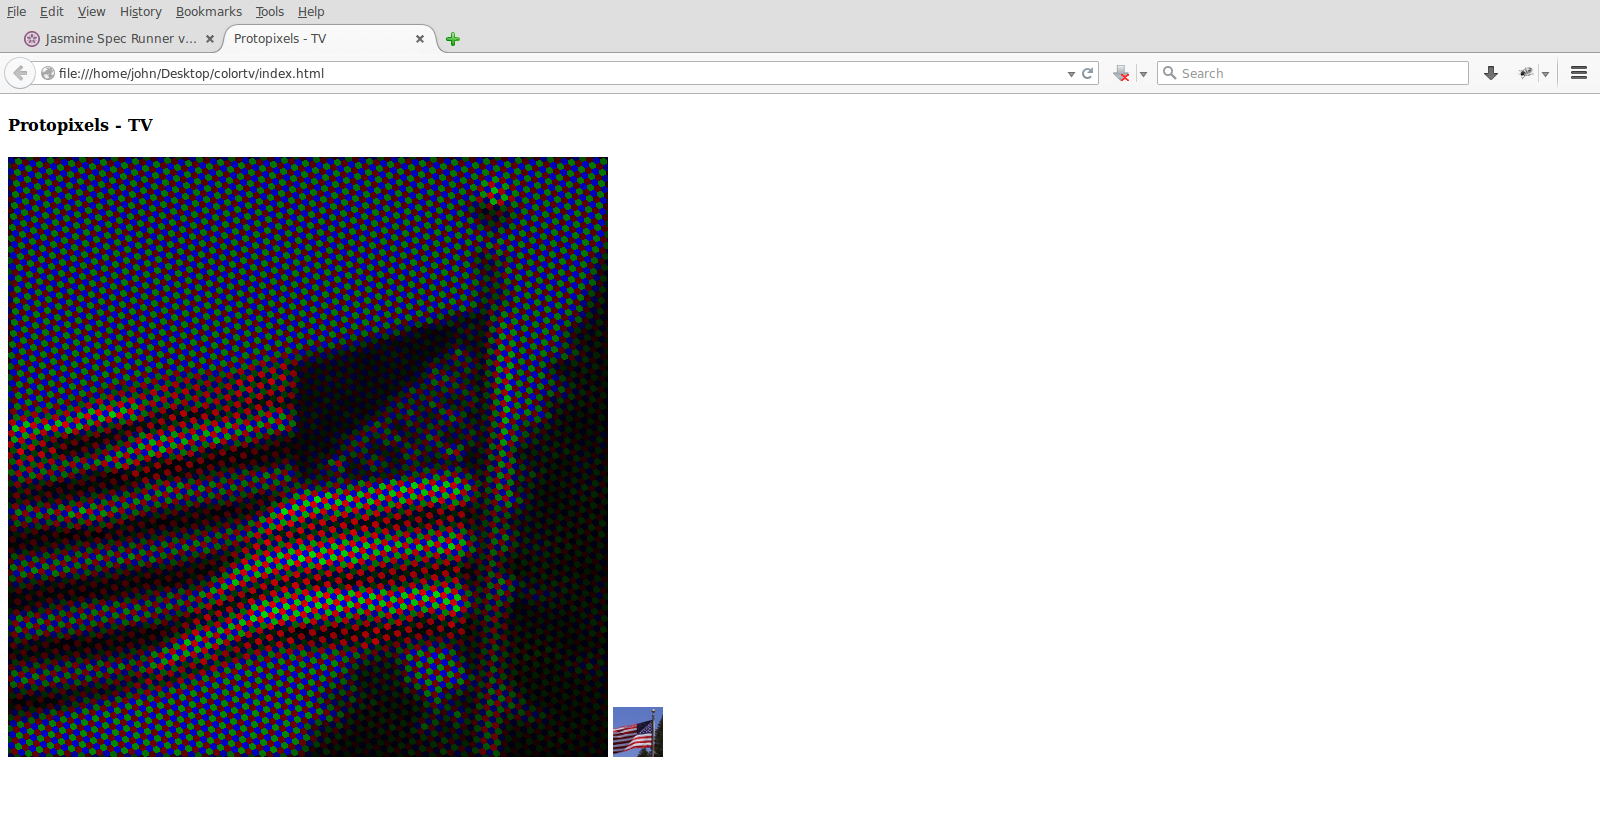 File Edit View History Bookmarks Tools Help
Jasmine Spec Runner v... Protopixels - TV
file:///home/john/Desktop/colortv/index.html Search
Protopixels - TV